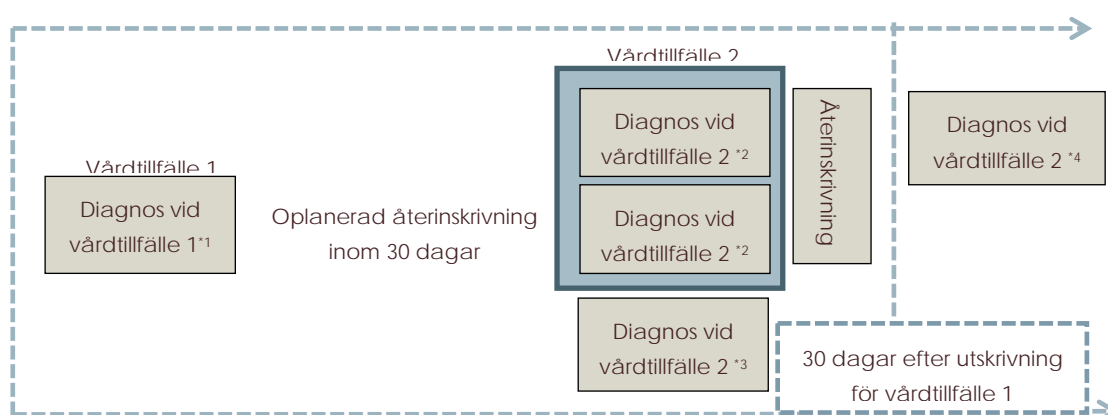 Vårdtillfälle 2
Diagnos vid
vårdtillfälle 2 *2
Återinskrivning
Diagnos vid
vårdtillfälle 2 *4
Vårdtillfälle 1
Diagnos vid
vårdtillfälle 1*1
Oplanerad återinskrivning
inom 30 dagar
Diagnos vid
vårdtillfälle 2 *2
Diagnos vid
vårdtillfälle 2 *3
30 dagar efter utskrivning
för vårdtillfälle 1